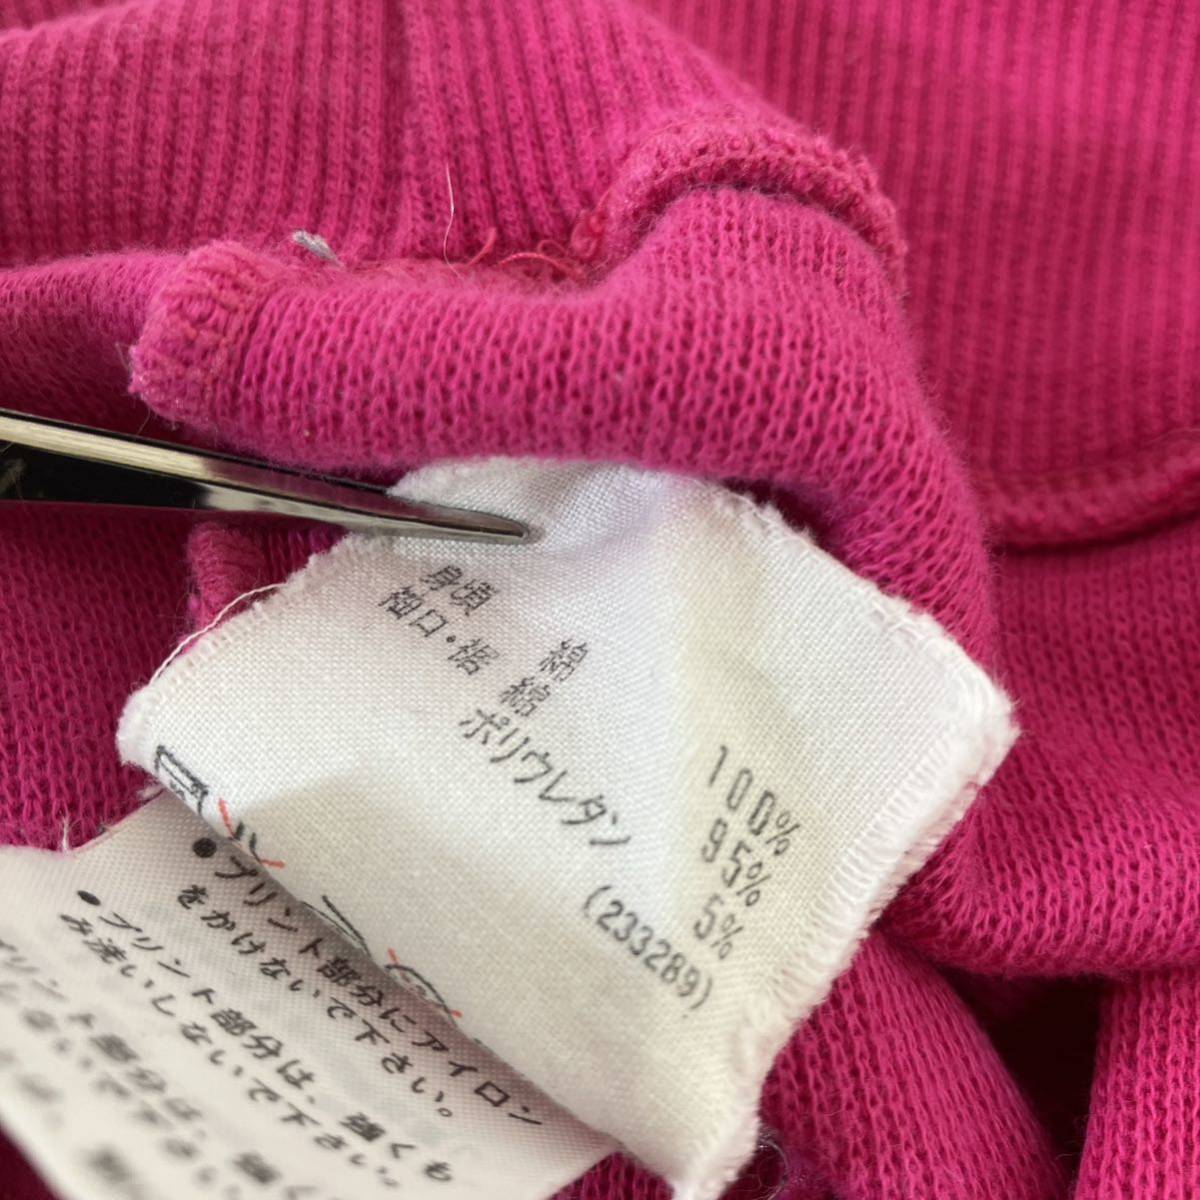 身頃 綿 100%
袖口・裾 綿 95%
ポリウレタン 5%
(233289)
●プリント部分にアイロン
をかけないで下さい。
●プリント部分は、強くも
み洗いしないで下さい。